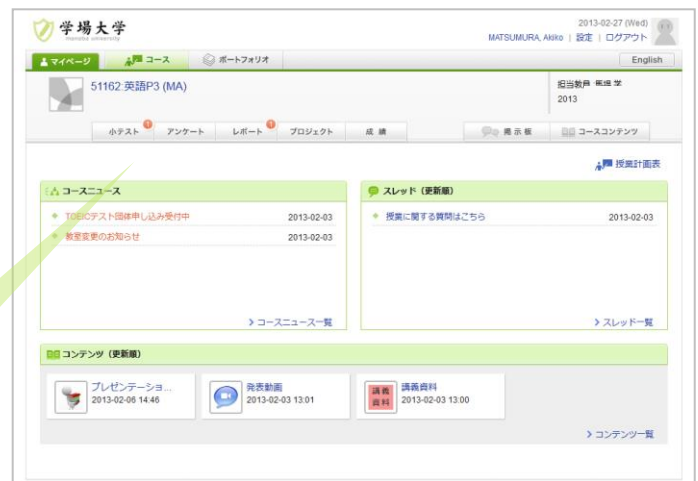 学場大学
manaba university
2013-02-27 (Wed)
MATSUMURA, Akiko | 設定 | ログアウト
マイページ コース ポートフォリオ English
51162:英語P3 (MA)
担当教員
2013
小テスト 1 アンケート レポート 1 プロジェクト 成績 掲示板 コースコンテンツ
授業計画表
コースニュース
TOEICテスト団体申し込み受付中 2013-02-03
教室変更のお知らせ 2013-02-03
コースニュース一覧
スレッド（更新順）
授業に関する質問はこちら 2013-02-03
スレッド一覧
コンテンツ（更新順）
プレゼンテーショ...
2013-02-06 14:46
発表動画
2013-02-03 13:01
講義資料
講義資料
2013-02-03 13:00
コンテンツ一覧